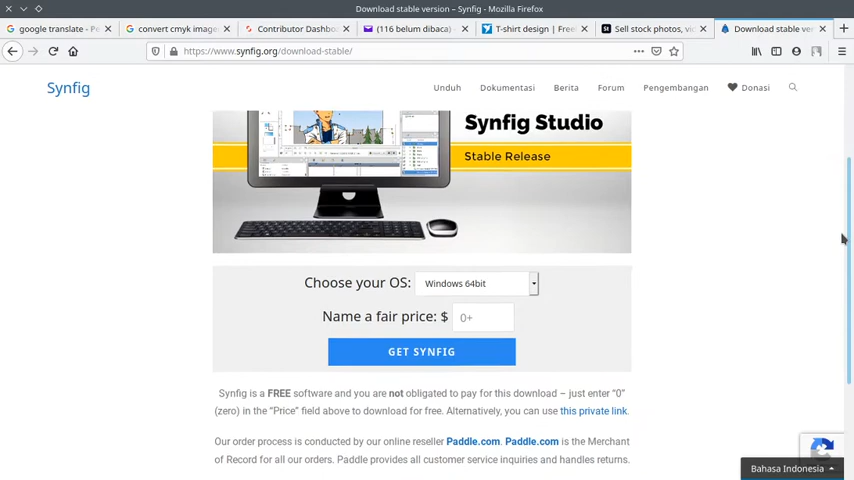 Download stable version – Synfig - Mozilla Firefox
google translate - Pe
convert cmyk image
Contributor Dashbo
(116 belum dibaca)
T-shirt design | Free
Sell stock photos, vid
Download stable ver
https://www.synfig.org/download-stable/
Synfig
Unduh
Dokumentasi
Berita
Forum
Pengembangan
Donasi
Synfig Studio
Stable Release
Choose your OS: Windows 64bit
Name a fair price: $ 0+
GET SYNFIG
Synfig is a FREE software and you are not obligated to pay for this download – just enter “0”
(zero) in the “Price” field above to download for free. Alternatively, you can use this private link.
Our order process is conducted by our online reseller Paddle.com. Paddle.com is the Merchant
of Record for all our orders. Paddle provides all customer service inquiries and handles returns.
Bahasa Indonesia